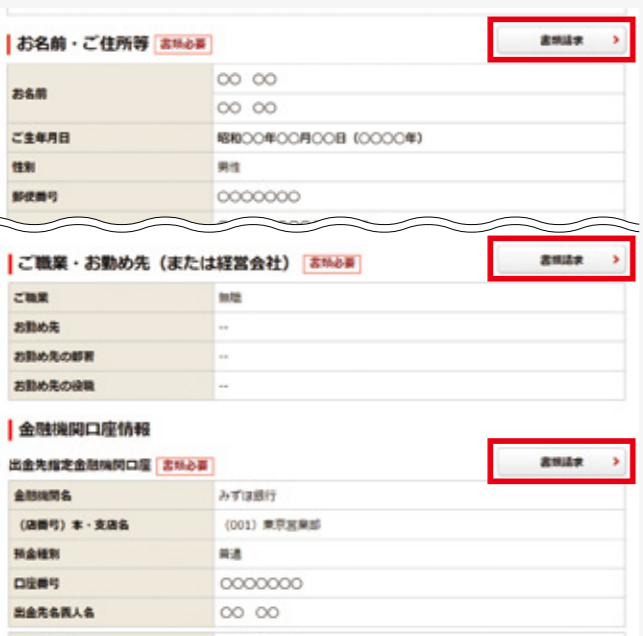 お名前・ご住所等 書類必要 書類請求
お名前 ○○ ○○
○○ ○○
ご生年月日 昭和○○年○○月○○日（○○○○年）
性別 男性
郵便番号 ○○○○○○○
ご職業・お勤め先（または経営会社） 書類必要 書類請求
ご職業 無職
お勤め先 --
お勤め先の部署 --
お勤め先の役職 --
金融機関口座情報
出金先指定金融機関口座 書類必要 書類請求
金融機関名 みずほ銀行
（店番号）本・支店名 （001）東京営業部
預金種別 普通
口座番号 ○○○○○○○
出金先名義人名 ○○ ○○